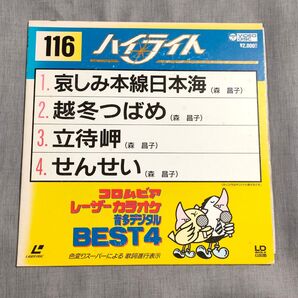 116
ハイライト
VIDEO DISC
¥2,800
1. 哀しみ本線日本海(森 昌子)
2. 越冬つばめ(森 昌子)
3. 立待岬(森 昌子)
4. せんせい(森 昌子)
コロムビア
レーザーカラオケ
音多デジタル
BEST4
LASERDISC
色変りスーパーによる 歌詞進行表示
LD